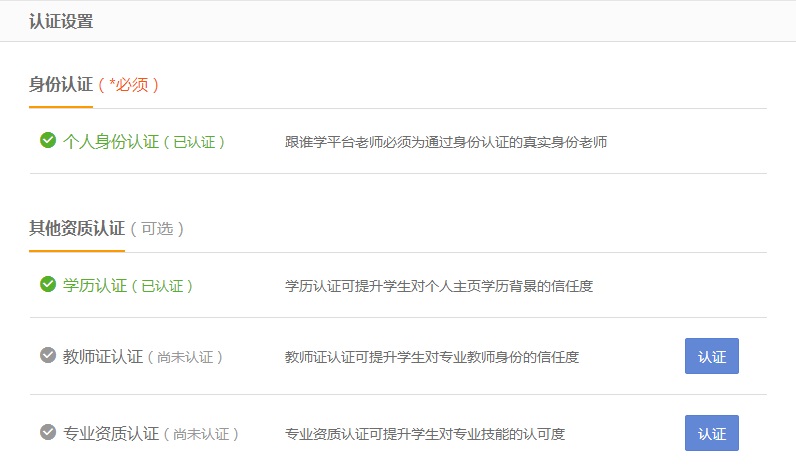 认证设置
身份认证（*必须）
个人身份认证（已认证） 跟谁学平台老师必须为通过身份认证的真实身份老师
其他资质认证（可选）
学历认证（已认证） 学历认证可提升学生对个人主页学历背景的信任度
教师证认证（尚未认证） 教师证认证可提升学生对专业教师身份的信任度 认证
专业资质认证（尚未认证） 专业资质认证可提升学生对专业技能的认可度 认证